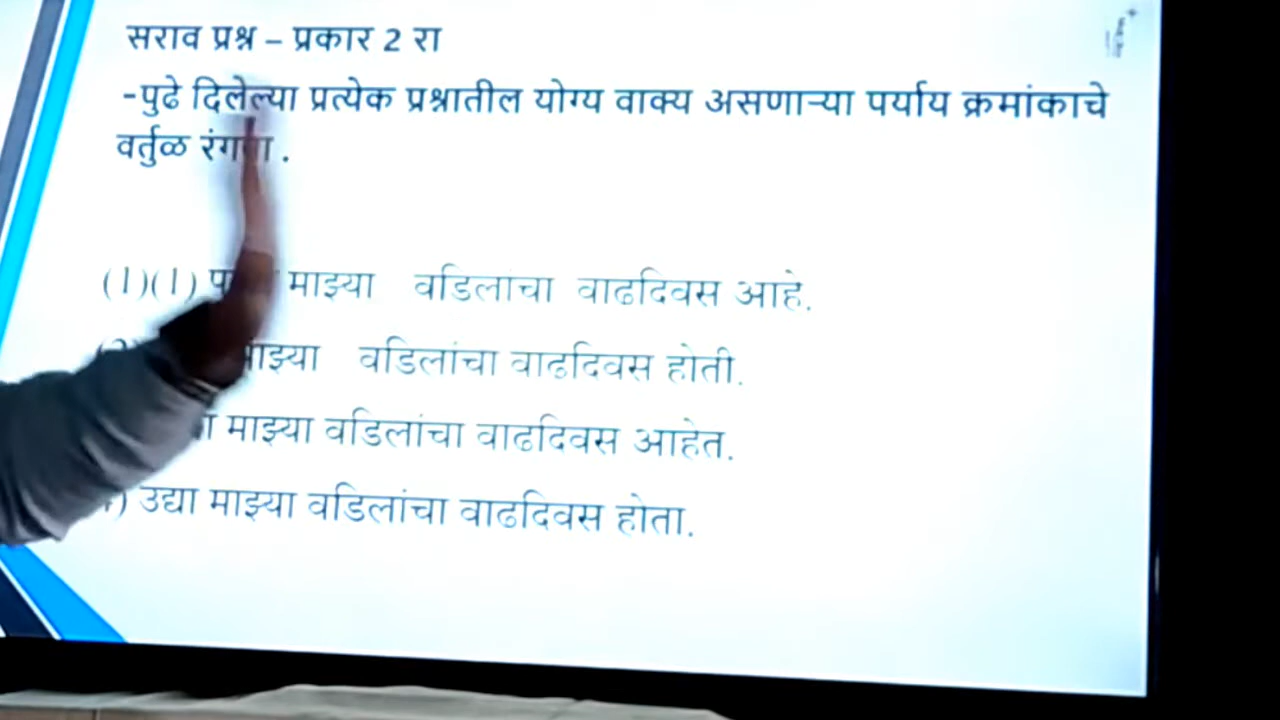 सराव प्रश्न – प्रकार 2 रा
-पुढे दिलेल्या प्रत्येक प्रश्नातील योग्य वाक्य असणाऱ्या पर्याय क्रमांकाचे
वर्तुळ रंगवा .
(1)(1) माझ्या वडिलांचा वाढदिवस आहे.
माझ्या वडिलांचा वाढदिवस होती.
माझ्या वडिलांचा वाढदिवस आहेत.
उद्या माझ्या वडिलांचा वाढदिवस होता.